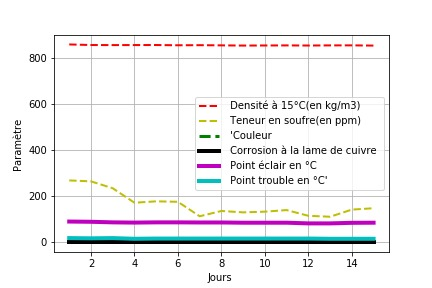 800
600
400
200
0
Paramètre
Densité à 15°C(en kg/m3)
Teneur en soufre(en ppm)
'Couleur
Corrosion à la lame de cuivre
Point éclair en °C
Point trouble en °C'
2 4 6 8 10 12 14
Jours